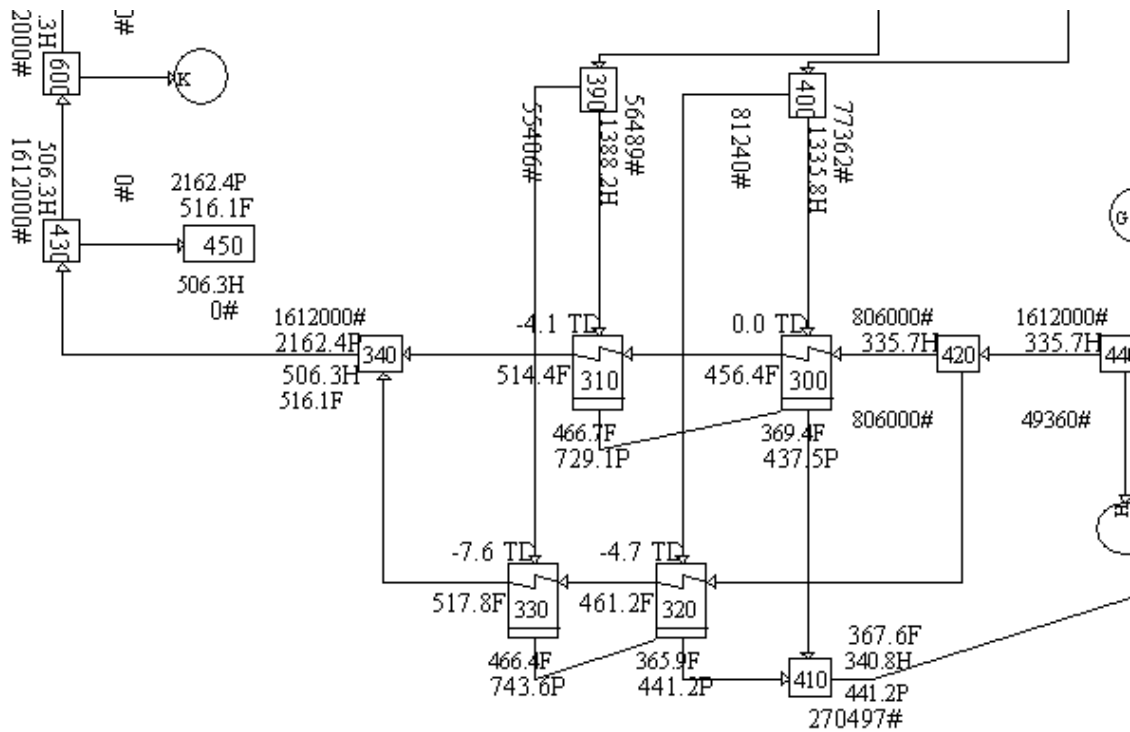 .3H
2000#
0#
600
K
390
55406#
56489#
1388.2H
400
81240#
77362#
1335.8H
506.3H
1612000#
0#
430
2162.4P
516.1F
450
506.3H
0#
G
1612000#
2162.4P
340
506.3H
516.1F
-4.1 TD
514.4F
310
466.7F
729.1P
0.0 TD
456.4F
300
369.4F
437.5P
806000#
335.7H
420
806000#
1612000#
335.7H
440
49360#
H
-7.6 TD
517.8F
330
466.4F
743.6P
-4.7 TD
461.2F
320
365.9F
441.2P
410
367.6F
340.8H
441.2P
270497#